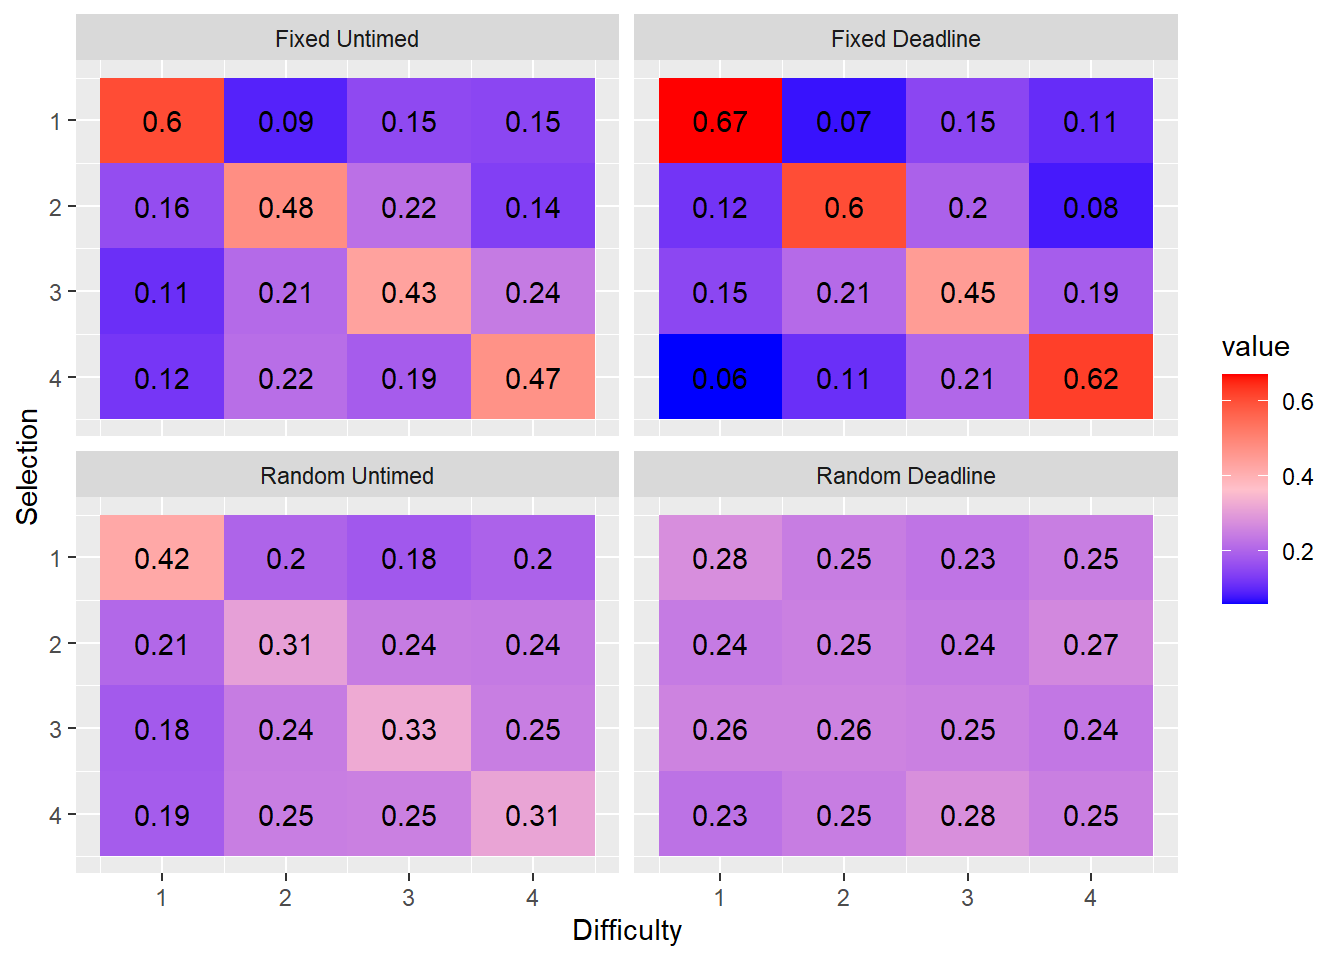 Fixed Untimed
Fixed Deadline
1
0.6 0.09 0.15 0.15
0.67 0.07 0.15 0.11
2
0.16 0.48 0.22 0.14
0.12 0.6 0.2 0.08
3
0.11 0.21 0.43 0.24
0.15 0.21 0.45 0.19
4
0.12 0.22 0.19 0.47
0.06 0.11 0.21 0.62
Random Untimed
Random Deadline
1
0.42 0.2 0.18 0.2
0.28 0.25 0.23 0.25
2
0.21 0.31 0.24 0.24
0.24 0.25 0.24 0.27
3
0.18 0.24 0.33 0.25
0.26 0.26 0.25 0.24
4
0.19 0.25 0.25 0.31
0.23 0.25 0.28 0.25
1 2 3 4
1 2 3 4
Difficulty
Selection
value
0.6
0.4
0.2